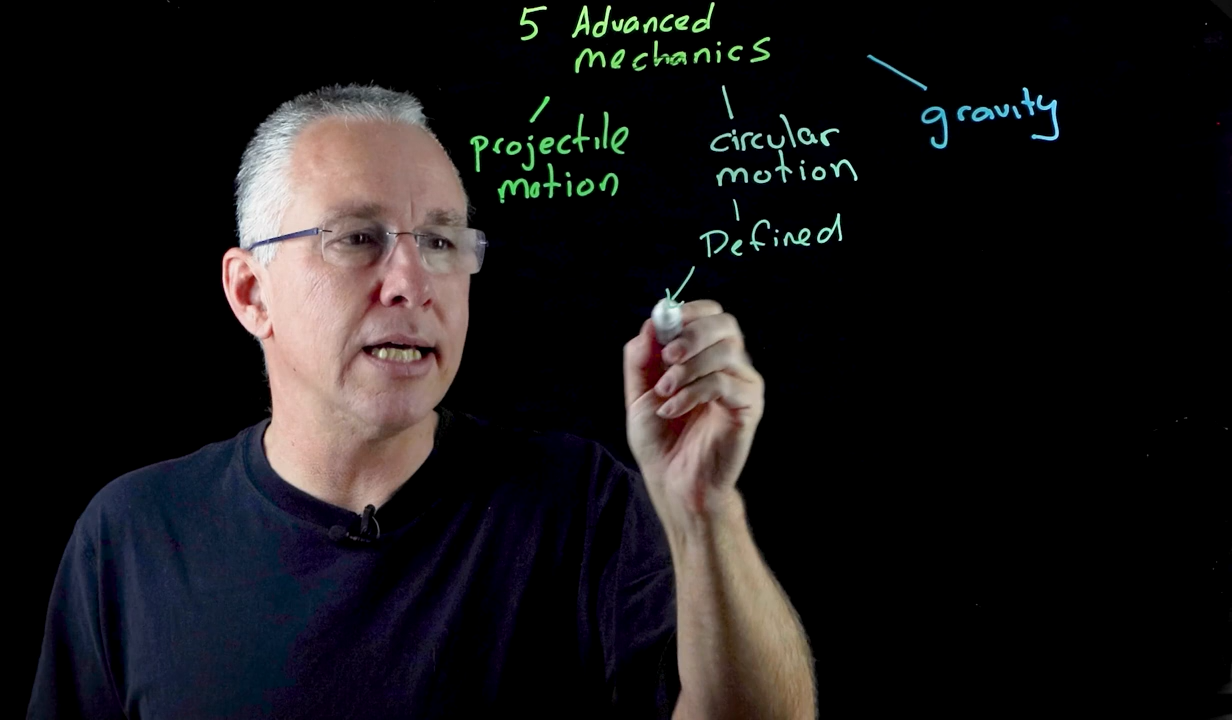 5 Advanced
mechanics
projectile
motion
circular
motion
Defined
gravity